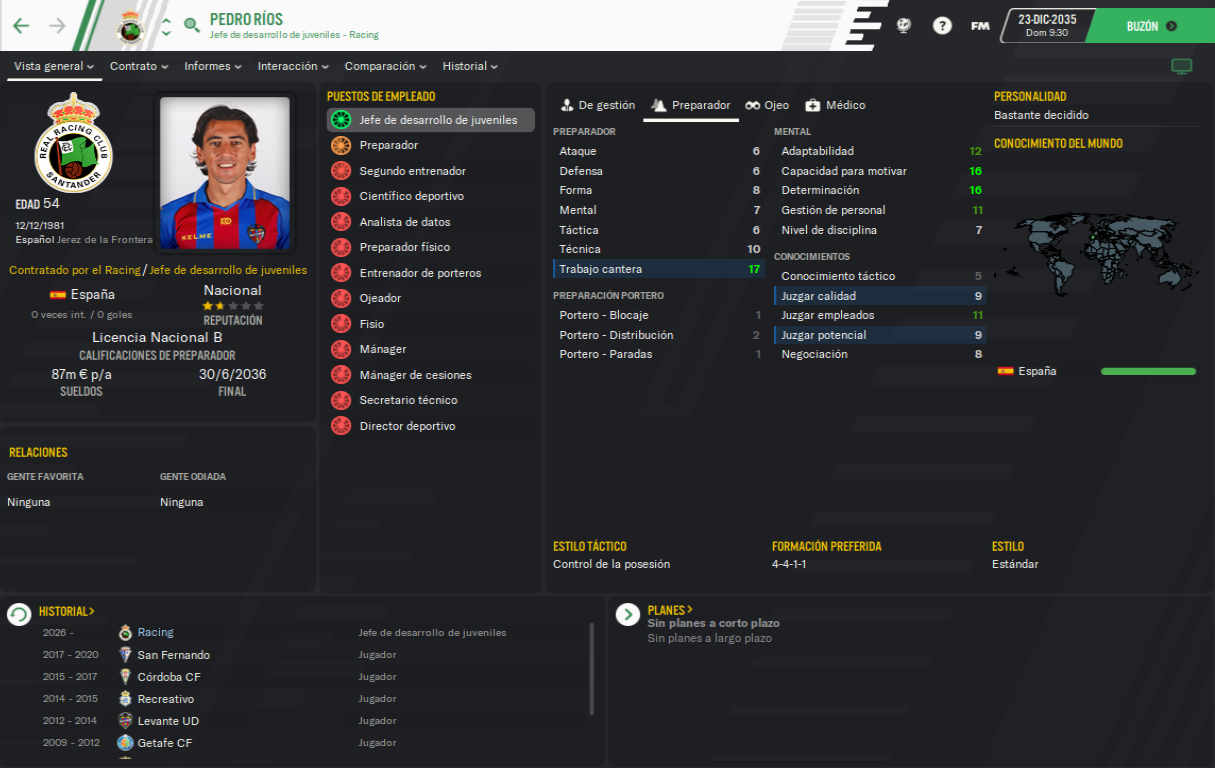 PEDRO RÍOS
Jefe de desarrollo de juveniles - Racing
?
FM
23-DIC-2035
Dom 9:30
BUZÓN
Vista general
Contrato
Informes
Interacción
Comparación
Historial
REAL RACING CLUB
SANTANDER
EDAD 54
12/12/1981
Español Jerez de la Frontera
KELME
Contratado por el Racing/Jefe de desarrollo de juveniles
España
0 veces int. / 0 goles
Nacional
REPUTACIÓN
Licencia Nacional B
CALIFICACIONES DE PREPARADOR
87m € p/a
SUELDOS
30/6/2036
FINAL
RELACIONES
GENTE FAVORITA
GENTE ODIADA
Ninguna
Ninguna
PUESTOS DE EMPLEADO
Jefe de desarrollo de juveniles
Preparador
Segundo entrenador
Científico deportivo
Analista de datos
Preparador físico
Entrenador de porteros
Ojeador
Fisio
Mánager
Mánager de cesiones
Secretario técnico
Director deportivo
De gestión
Preparador
Ojeo
Médico
PREPARADOR
Ataque 6
Defensa 6
Forma 8
Mental 7
Táctica 6
Técnica 10
Trabajo cantera 17
PREPARACIÓN PORTERO
Portero - Blocaje 1
Portero - Distribución 2
Portero - Paradas 1
MENTAL
Adaptabilidad 12
Capacidad para motivar 16
Determinación 16
Gestión de personal 11
Nivel de disciplina 7
CONOCIMIENTOS
Conocimiento táctico 5
Juzgar calidad 9
Juzgar empleados 11
Juzgar potencial 9
Negociación 8
PERSONALIDAD
Bastante decidido
CONOCIMIENTO DEL MUNDO
España
ESTILO TÁCTICO
Control de la posesión
FORMACIÓN PREFERIDA
4-4-1-1
ESTILO
Estándar
HISTORIAL >
2026 - Racing Jefe de desarrollo de juveniles
2017 - 2020 San Fernando Jugador
2015 - 2017 Córdoba CF Jugador
2014 - 2015 Recreativo Jugador
2012 - 2014 Levante UD Jugador
2009 - 2012 Getafe CF Jugador
PLANES >
Sin planes a corto plazo
Sin planes a largo plazo